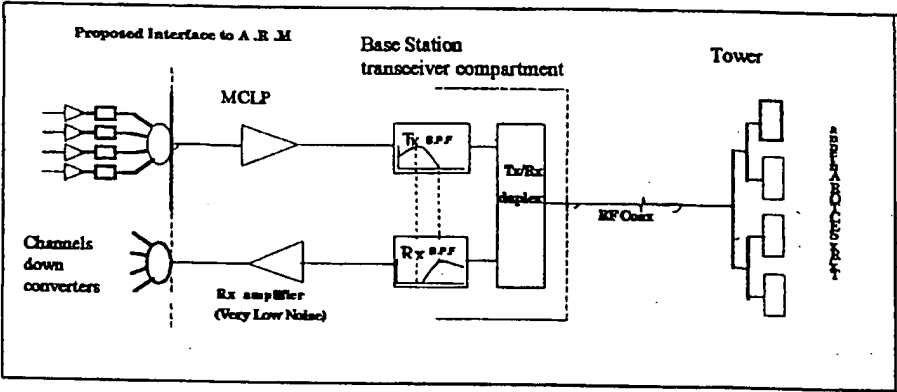 Proposed Interface to A.R.M
Base Station
transceiver compartment
Tower
MCLP
Tx B.P.F
Tx/Rx
duplex
RF Coax
Rx B.P.F
Channels
down
converters
Rx amplifier
(Very Low Noise)